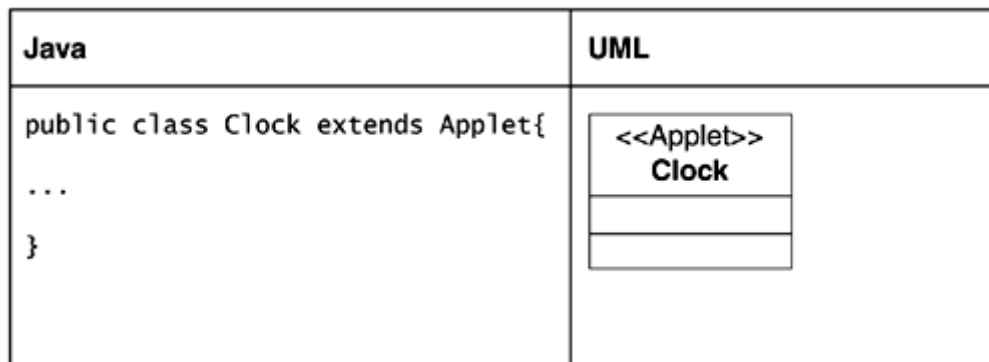 Java
UML
public class Clock extends Applet{
...
}
<<Applet>>
Clock